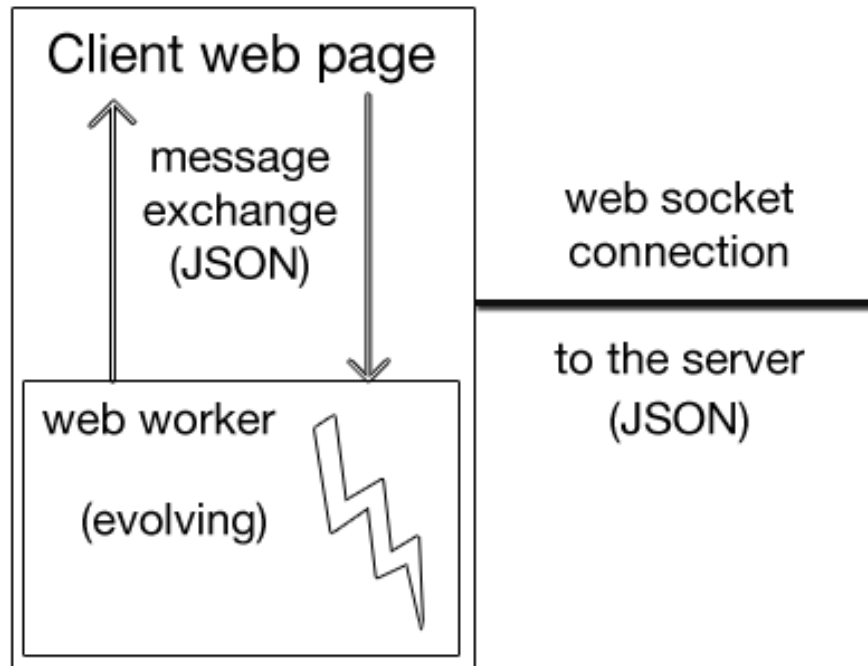 Client web page
message
exchange
(JSON)
web socket
connection
to the server
(JSON)
web worker
(evolving)